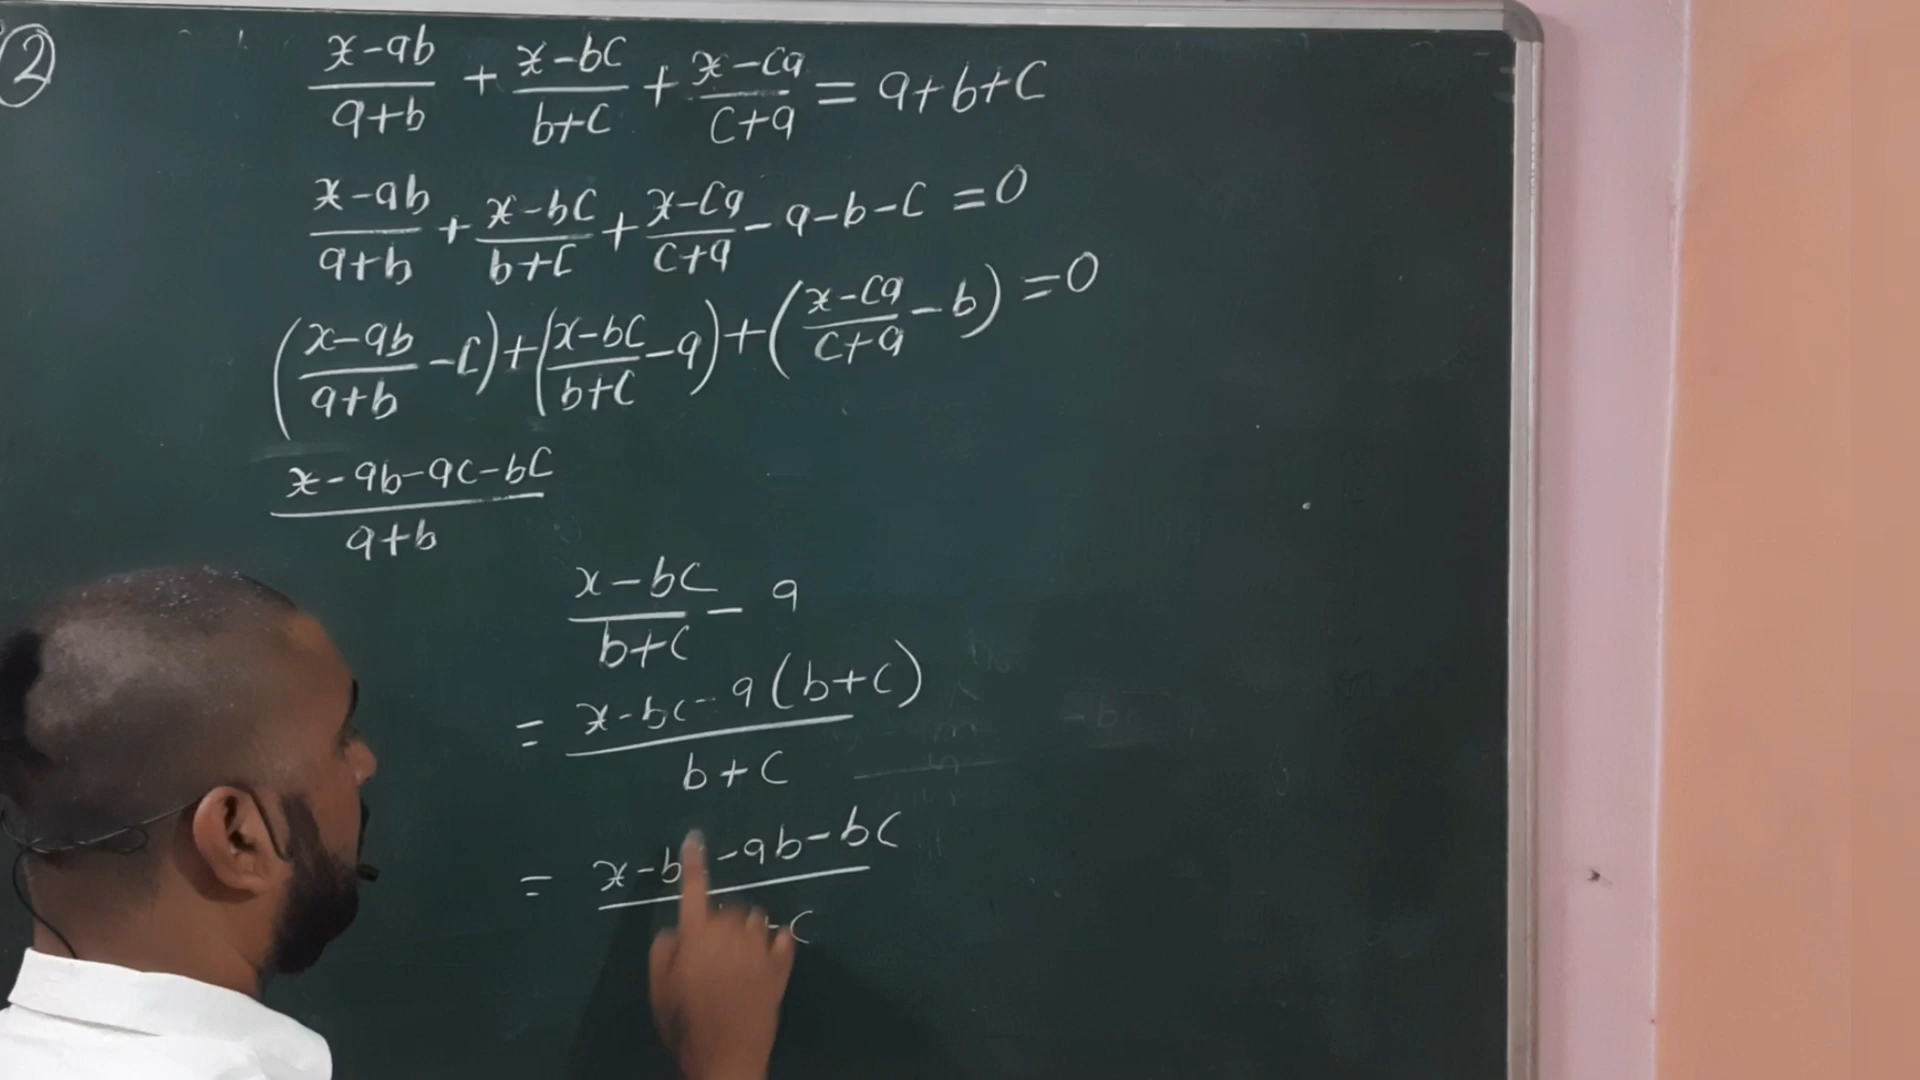 ②
(x-ab)/(a+b) + (x-bc)/(b+c) + (x-ca)/(c+a) = a+b+c
(x-ab)/(a+b) + (x-bc)/(b+c) + (x-ca)/(c+a) - a-b-c = 0
((x-ab)/(a+b) - c) + ((x-bc)/(b+c) - a) + ((x-ca)/(c+a) - b) = 0
(x-ab-ac-bc)/(a+b)
(x-bc)/(b+c) - a
= (x-bc-a(b+c))/(b+c)
= x-b -ab-bc